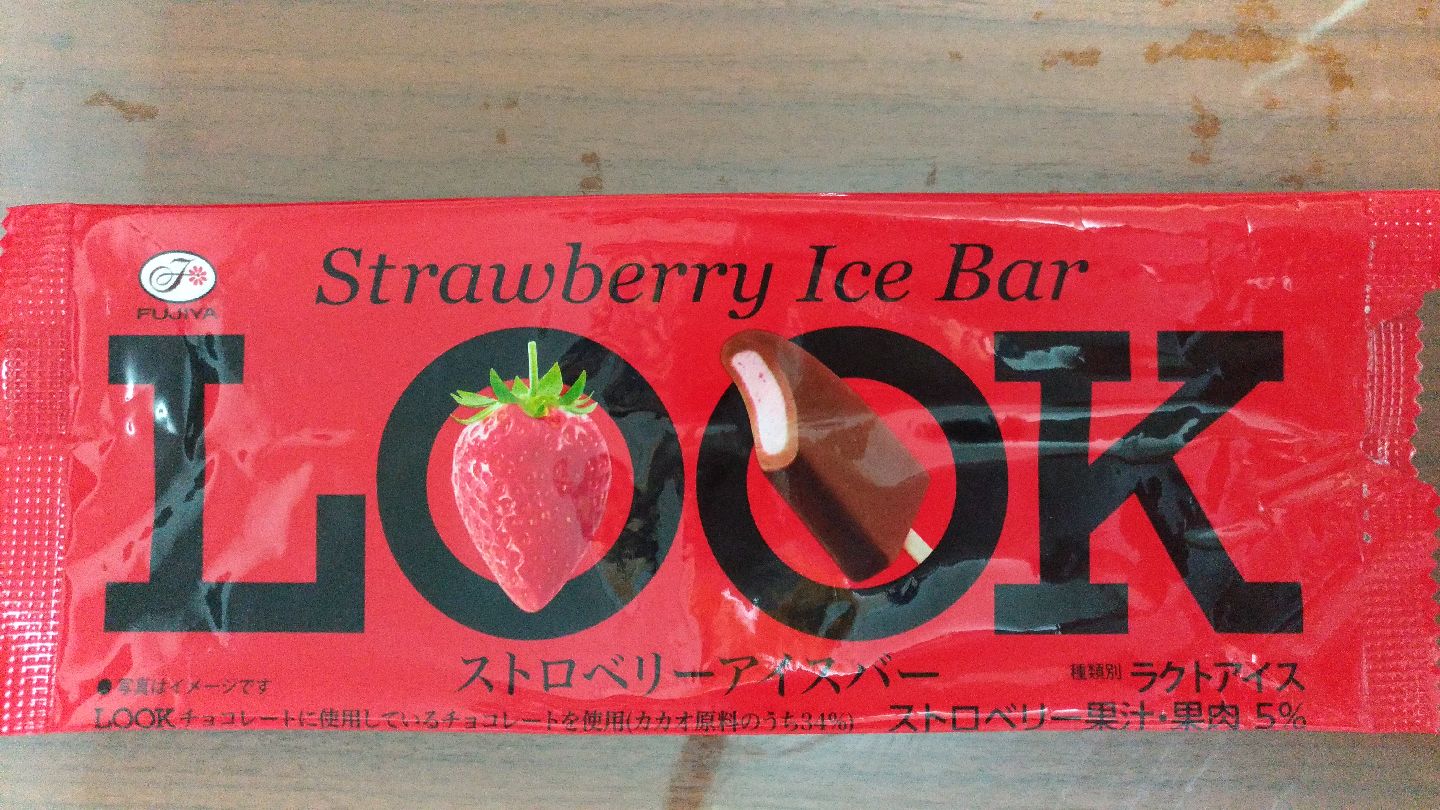 Strawberry Ice Bar
FUJIYA
LOOK
ストロベリーアイスバー
種類別 ラクトアイス
●写真はイメージです
LOOKチョコレートに使用しているチョコレートを使用(カカオ原料のうち34%)
ストロベリー果汁・果肉 5%